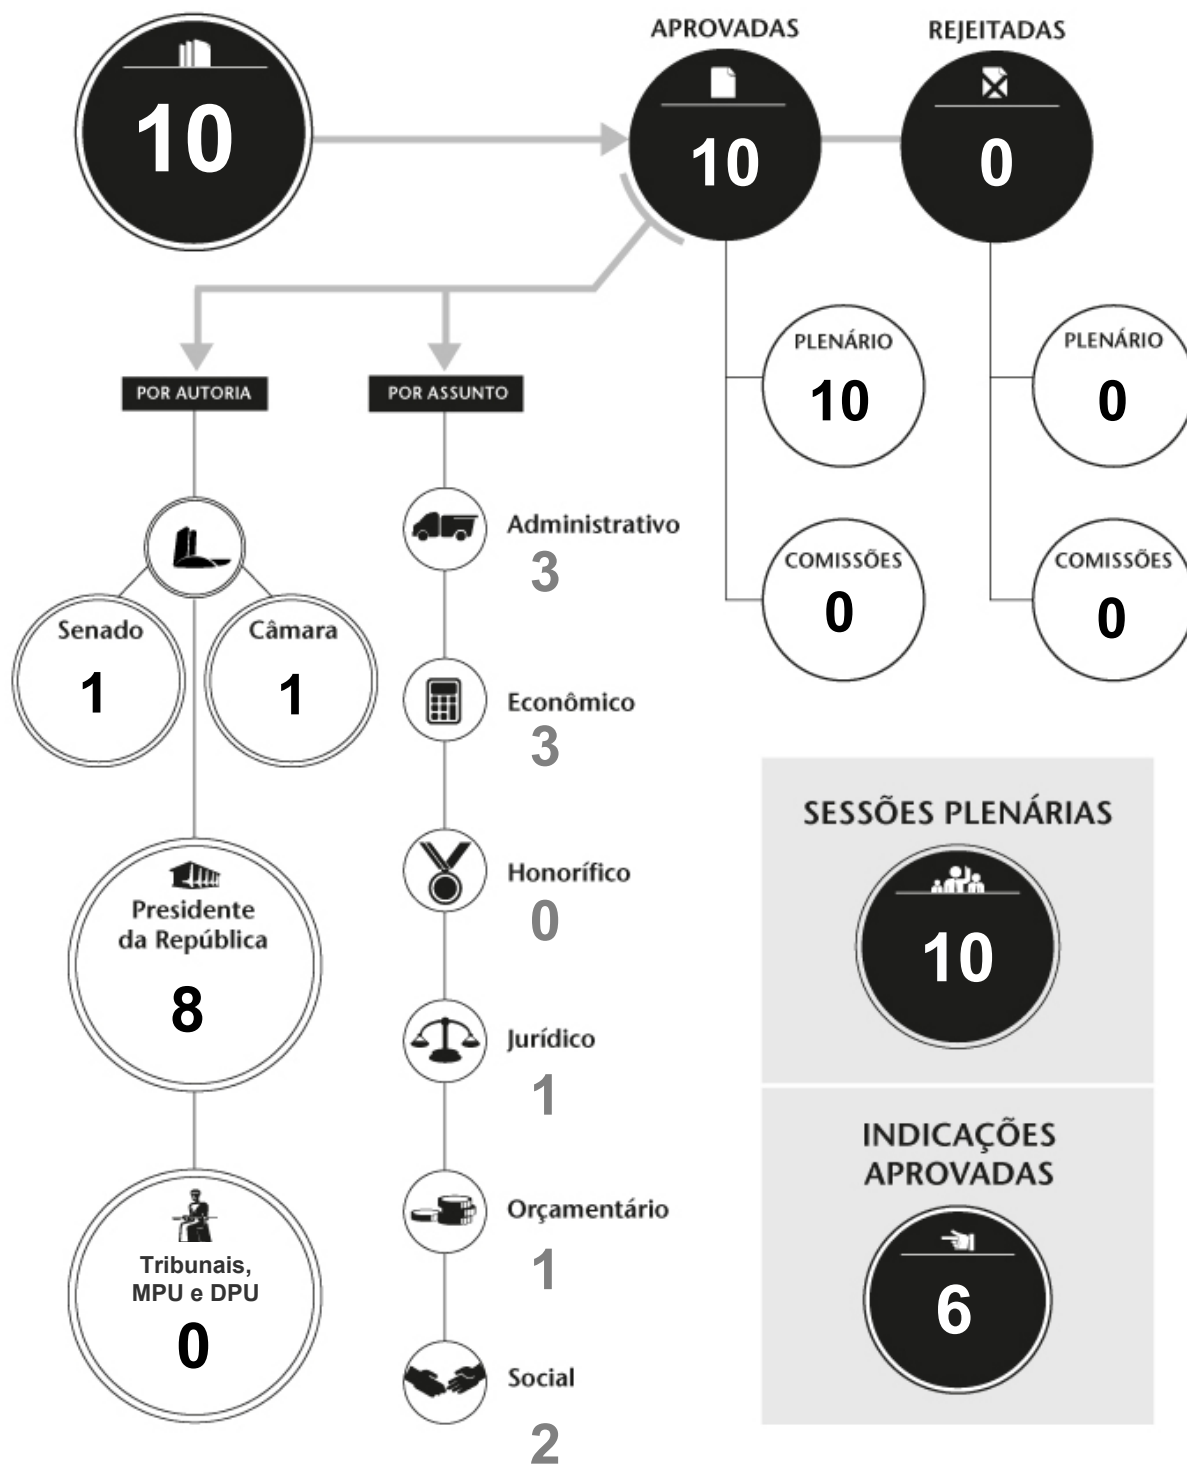 10
APROVADAS
10
REJEITADAS
0
PLENÁRIO
10
COMISSÕES
0
PLENÁRIO
0
COMISSÕES
0
POR AUTORIA
Senado
1
Câmara
1
Presidente
da República
8
Tribunais,
MPU e DPU
0
POR ASSUNTO
Administrativo
3
Econômico
3
Honorífico
0
Jurídico
1
Orçamentário
1
Social
2
SESSÕES PLENÁRIAS
10
INDICAÇÕES
APROVADAS
6